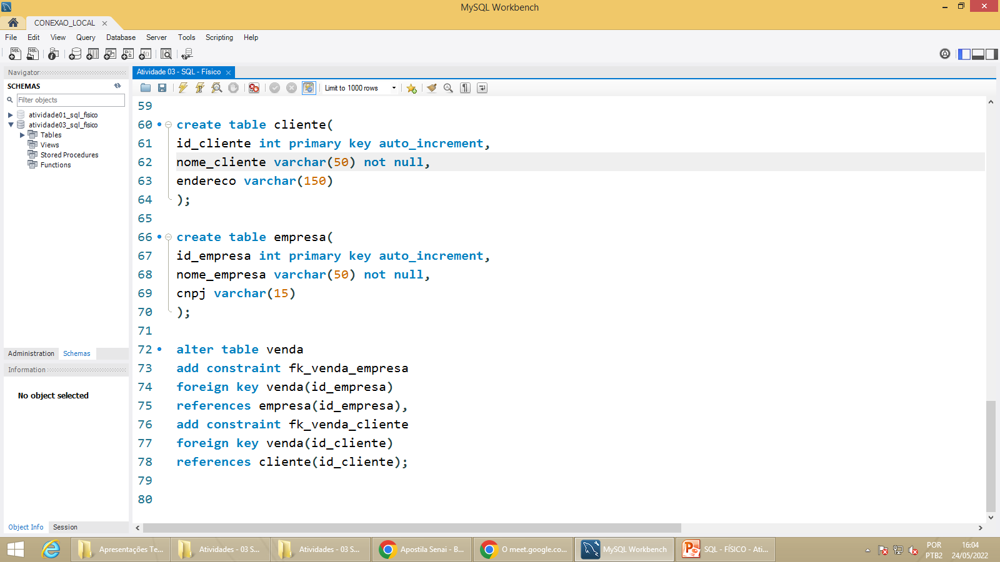 MySQL Workbench
CONEXAO_LOCAL
File Edit View Query Database Server Tools Scripting Help
Navigator
SCHEMAS
Filter objects
atividade01_sql_fisico
atividade03_sql_fisico
Tables
Views
Stored Procedures
Functions
Administration Schemas
Information
No object selected
Object Info Session
Atividade 03 - SQL - Físico
Limit to 1000 rows
59
60 create table cliente(
61 id_cliente int primary key auto_increment,
62 nome_cliente varchar(50) not null,
63 endereco varchar(150)
64 );
65
66 create table empresa(
67 id_empresa int primary key auto_increment,
68 nome_empresa varchar(50) not null,
69 cnpj varchar(15)
70 );
71
72 alter table venda
73 add constraint fk_venda_empresa
74 foreign key venda(id_empresa)
75 references empresa(id_empresa),
76 add constraint fk_venda_cliente
77 foreign key venda(id_cliente)
78 references cliente(id_cliente);
79
80
Apresentações Te...
Atividades - 03 S...
Atividades - 03 S...
Apostila Senai - B...
O meet.google.co...
MySQL Workbench
SQL - FÍSICO - Ati...
POR
PTB2
16:04
24/05/2022